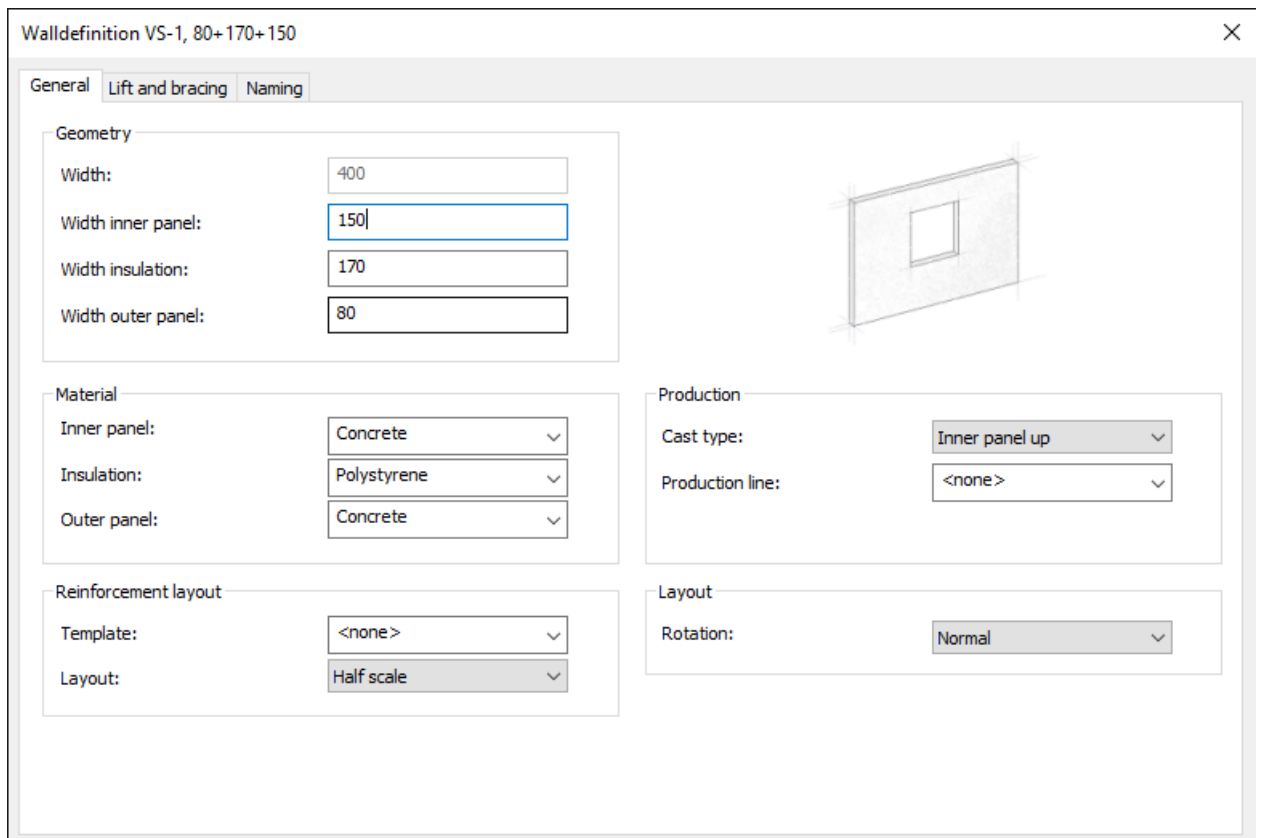 Walldefinition VS-1, 80+170+150
General Lift and bracing Naming
Geometry
Width: 400
Width inner panel: 150
Width insulation: 170
Width outer panel: 80
Material
Inner panel: Concrete
Insulation: Polystyrene
Outer panel: Concrete
Production
Cast type: Inner panel up
Production line: <none>
Reinforcement layout
Template: <none>
Layout: Half scale
Layout
Rotation: Normal